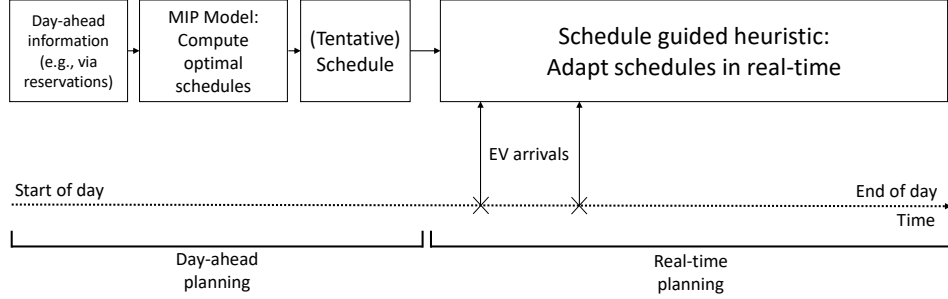 Day-ahead
information
(e.g., via
reservations)
MIP Model:
Compute
optimal
schedules
(Tentative)
Schedule
Schedule guided heuristic:
Adapt schedules in real-time
EV arrivals
Start of day
End of day
Time
Day-ahead
planning
Real-time
planning